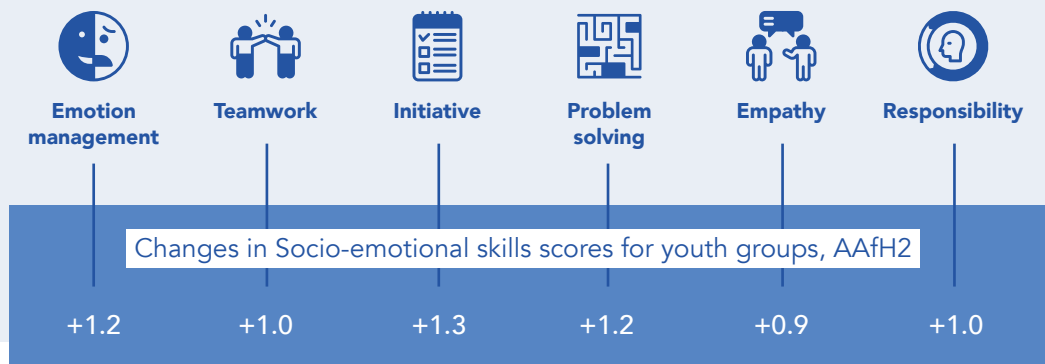 Emotion management
Teamwork
Initiative
Problem solving
Empathy
Responsibility
Changes in Socio-emotional skills scores for youth groups, AAfH2
+1.2
+1.0
+1.3
+1.2
+0.9
+1.0